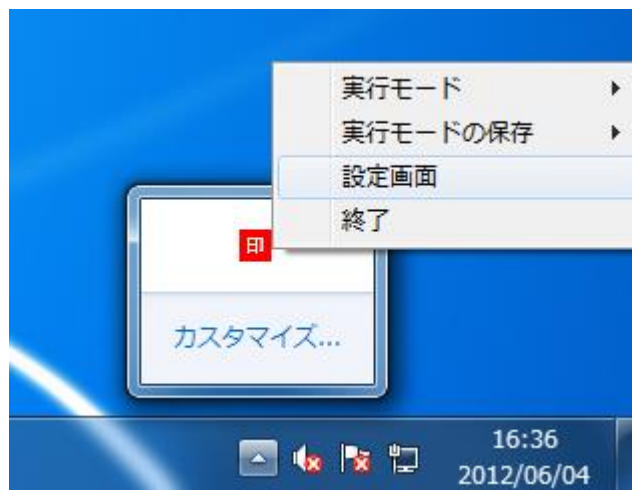 実行モード
実行モードの保存
設定画面
終了
印
カスタマイズ...
16:36
2012/06/04